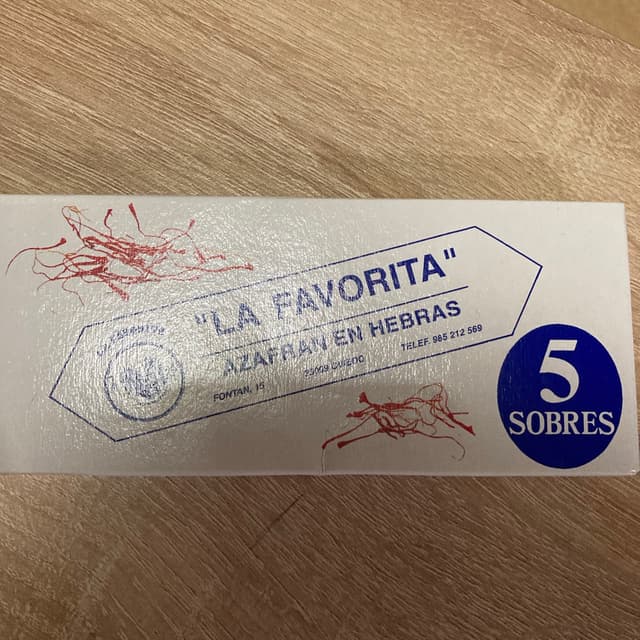 "LA FAVORITA"
AZAFRAN EN HEBRAS
FONTAN, 15 33009 OVIEDO TELEF. 985 212 569
5
SOBRES